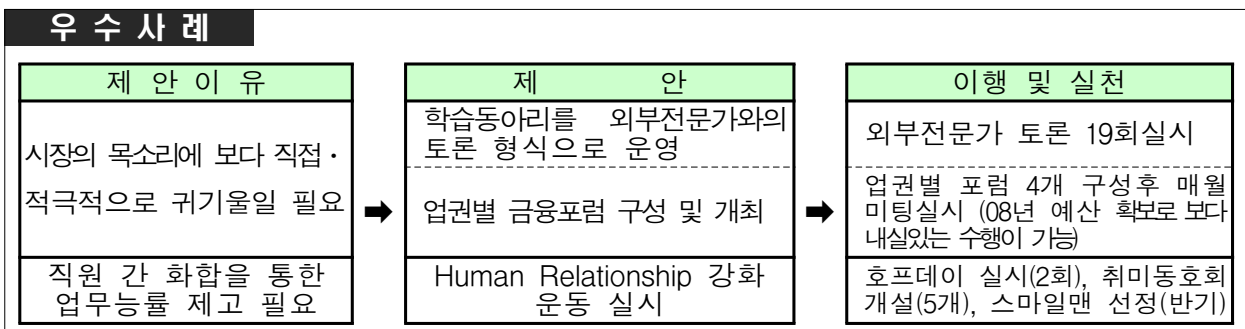 우 수 사 례
제 안 이 유
시장의 목소리에 보다 직접·
적극적으로 귀기울일 필요
직원 간 화합을 통한
업무능률 제고 필요
➡
제 안
학습동아리를 외부전문가와의
토론 형식으로 운영
업권별 금융포럼 구성 및 개최
Human Relationship 강화
운동 실시
➡
이행 및 실천
외부전문가 토론 19회실시
업권별 포럼 4개 구성후 매월
미팅실시 (08년 예산 확보로 보다
내실있는 수행이 가능)
호프데이 실시(2회), 취미동호회
개설(5개), 스마일맨 선정(반기)